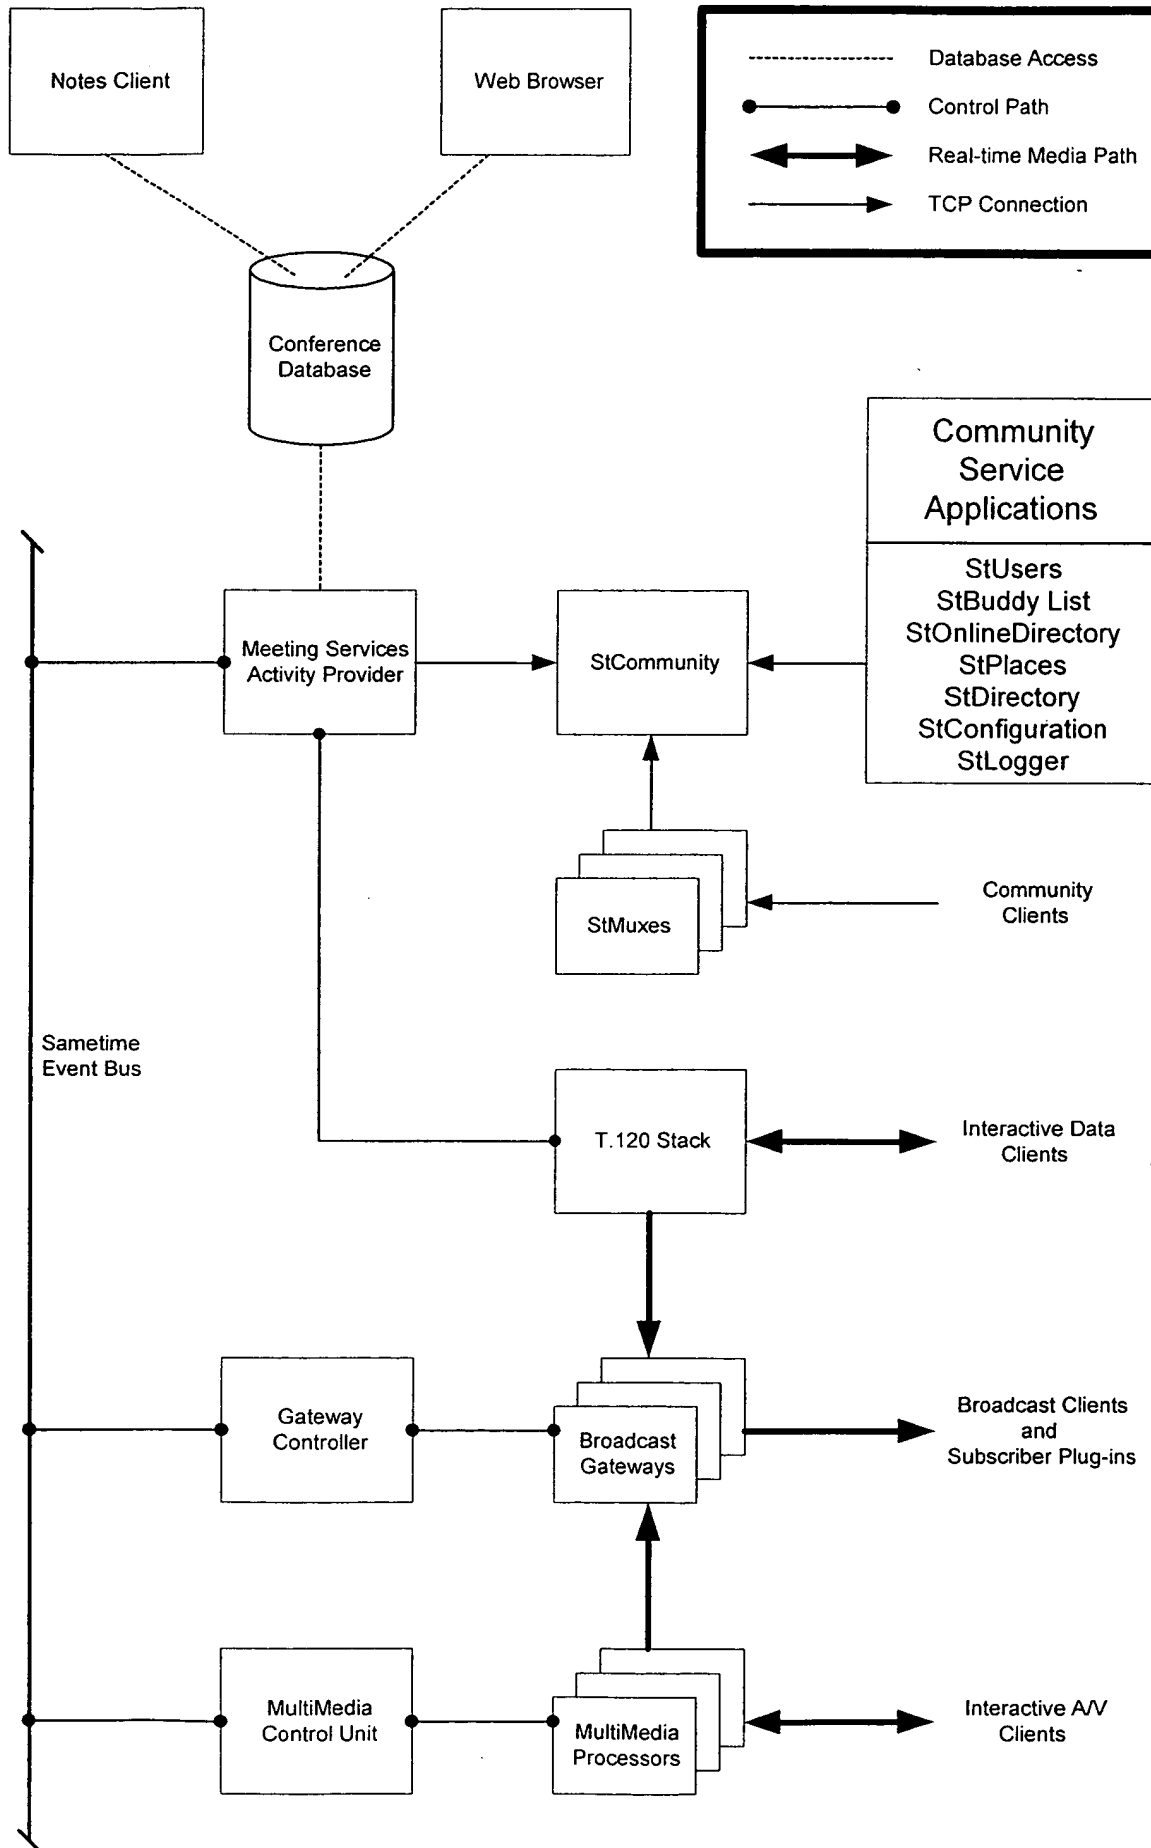 Notes Client
Web Browser
Database Access
Control Path
Real-time Media Path
TCP Connection
Conference
Database
Community
Service
Applications
StUsers
StBuddy List
StOnlineDirectory
StPlaces
StDirectory
StConfiguration
StLogger
Meeting Services
Activity Provider
StCommunity
StMuxes
Community
Clients
Sametime
Event Bus
T.120 Stack
Interactive Data
Clients
Gateway
Controller
Broadcast
Gateways
Broadcast Clients
and
Subscriber Plug-ins
MultiMedia
Control Unit
MultiMedia
Processors
Interactive A/V
Clients